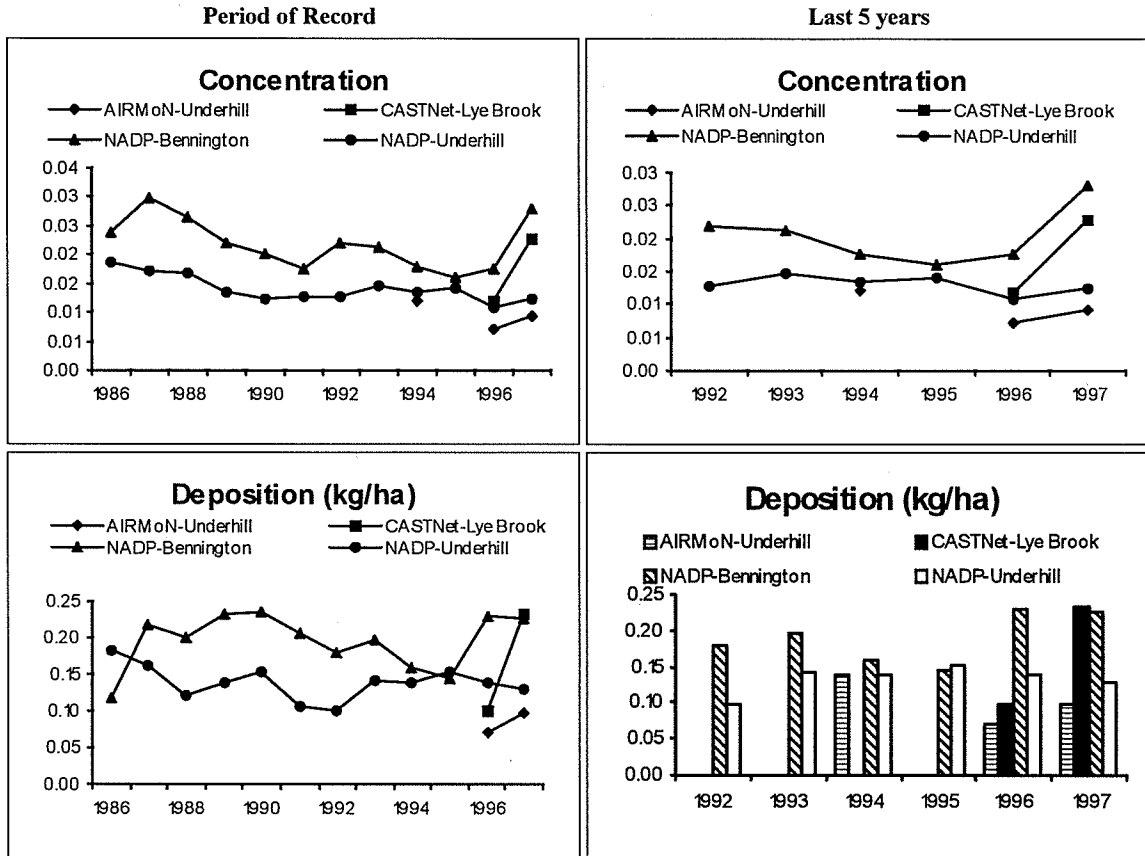 Period of Record
Last 5 years
Concentration
AIRMoN-Underhill CASTNet-Lye Brook
NADP-Bennington NADP-Underhill
0.04
0.03
0.03
0.02
0.02
0.01
0.01
0.00
1986 1988 1990 1992 1994 1996
Concentration
AIRMoN-Underhill CASTNet-Lye Brook
NADP-Bennington NADP-Underhill
0.03
0.03
0.02
0.02
0.01
0.01
0.00
1992 1993 1994 1995 1996 1997
Deposition (kg/ha)
AIRMoN-Underhill CASTNet-Lye Brook
NADP-Bennington NADP-Underhill
0.25
0.20
0.15
0.10
0.05
0.00
1986 1988 1990 1992 1994 1996
Deposition (kg/ha)
AIRMoN-Underhill CASTNet-Lye Brook
NADP-Bennington NADP-Underhill
0.25
0.20
0.15
0.10
0.05
0.00
1992 1993 1994 1995 1996 1997